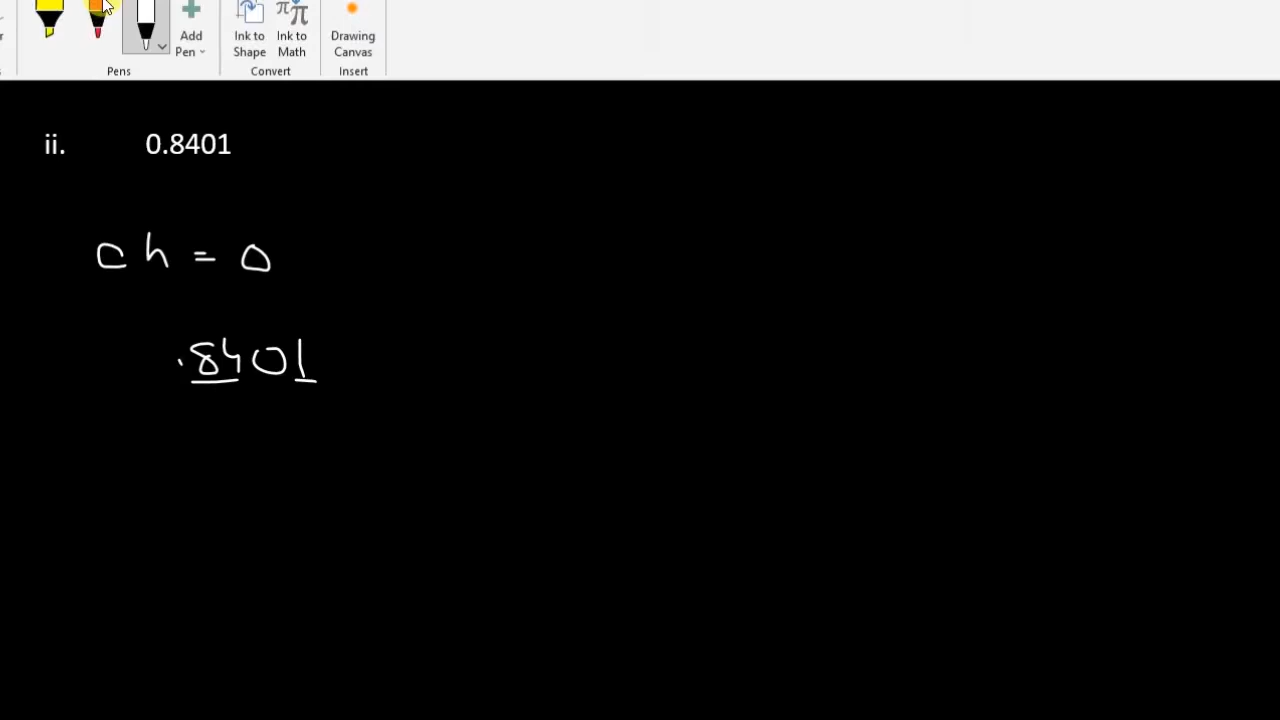 Add Pen
Ink to Shape
Ink to Math
Drawing Canvas
Pens
Convert
Insert
ii. 0.8401
ch = 0
.8401